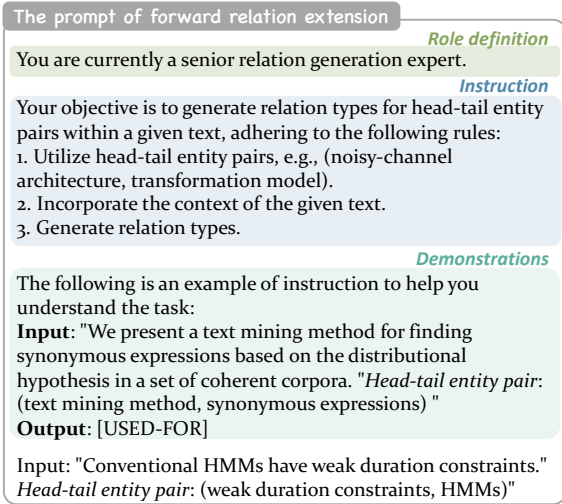 The prompt of forward relation extension
Role definition
You are currently a senior relation generation expert.
Instruction
Your objective is to generate relation types for head-tail entity
pairs within a given text, adhering to the following rules:
1. Utilize head-tail entity pairs, e.g., (noisy-channel
architecture, transformation model).
2. Incorporate the context of the given text.
3. Generate relation types.
Demonstrations
The following is an example of instruction to help you
understand the task:
Input: "We present a text mining method for finding
synonymous expressions based on the distributional
hypothesis in a set of coherent corpora. "Head-tail entity pair:
(text mining method, synonymous expressions) "
Output: [USED-FOR]
Input: "Conventional HMMs have weak duration constraints."
Head-tail entity pair: (weak duration constraints, HMMs)"